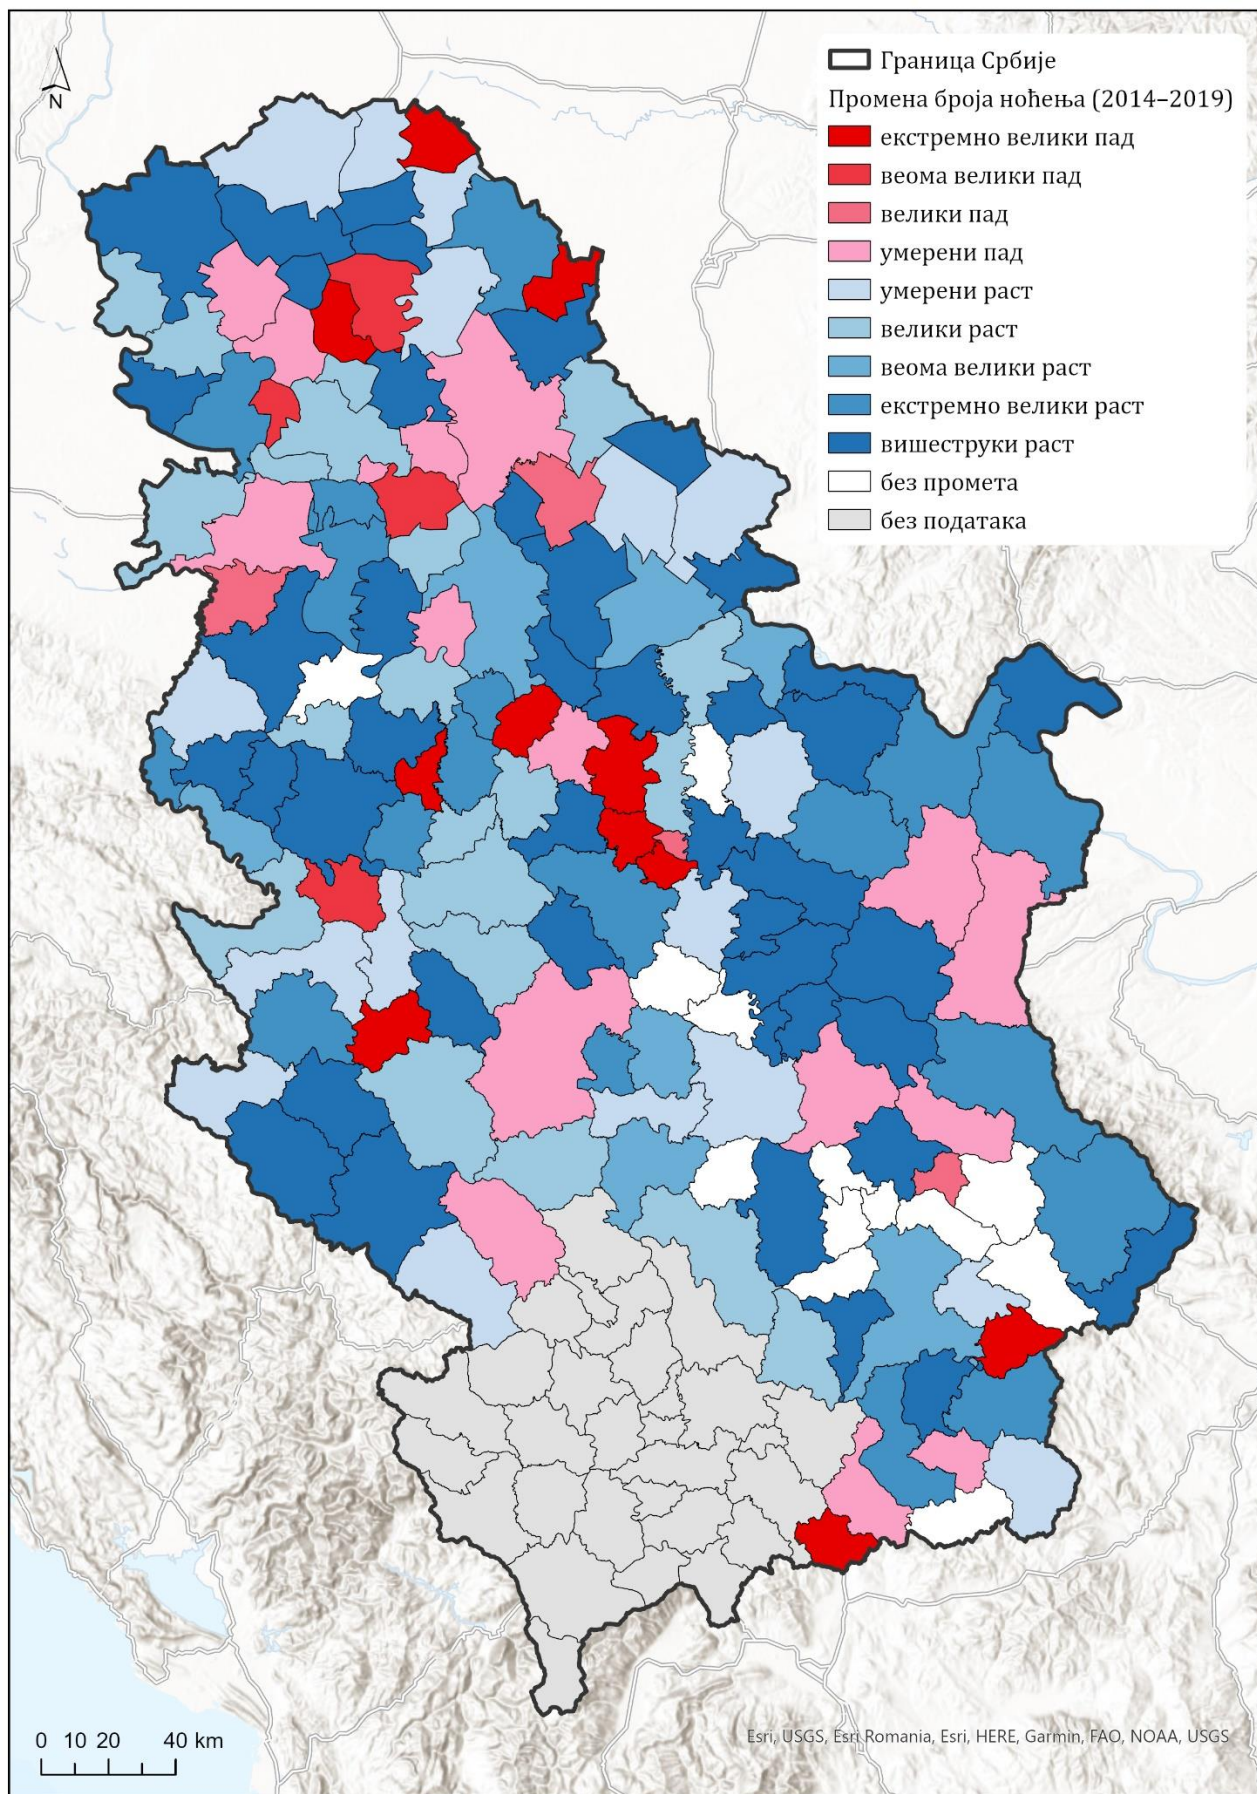 N
Граница Србије
Промена броја ноћења (2014–2019)
екстремно велики пад
веома велики пад
велики пад
умерени пад
умерени раст
велики раст
веома велики раст
екстремно велики раст
вишеструки раст
без промета
без података
0 10 20 40 km
Esri, USGS, Esri Romania, Esri, HERE, Garmin, FAO, NOAA, USGS